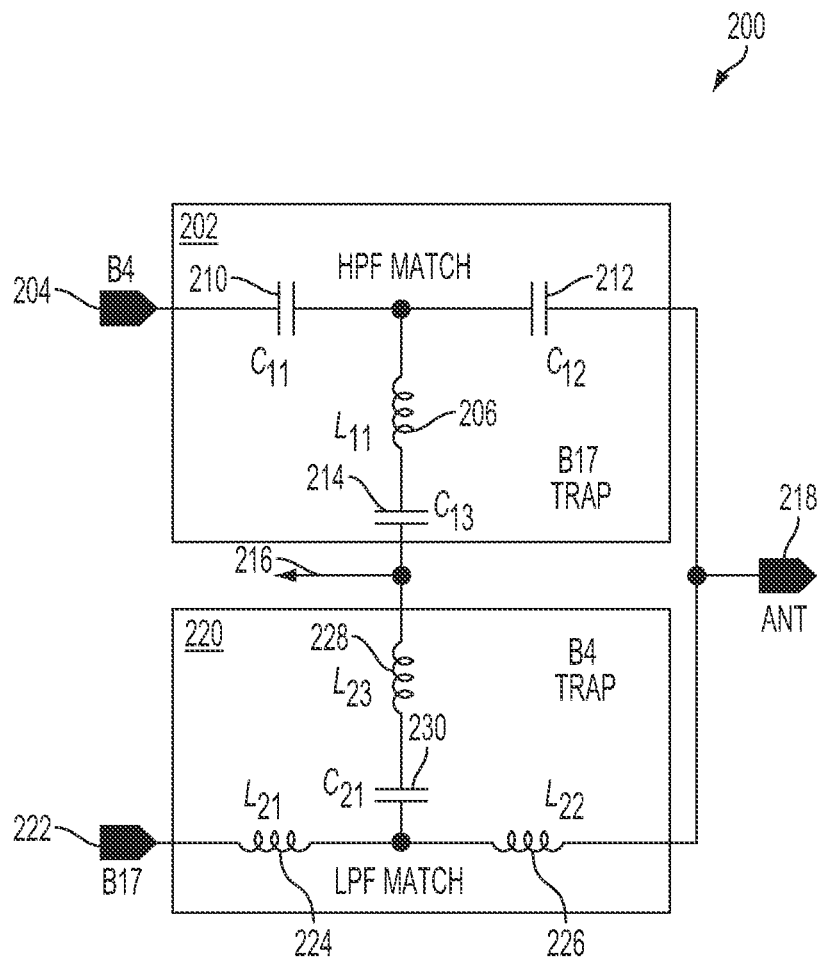 200
202
B4
204
210
HPF MATCH
212
C11
C12
L11
206
B17
TRAP
214
C13
218
216
ANT
220
228
B4
TRAP
L23
230
C21
L21
L22
222
B17
LPF MATCH
224
226